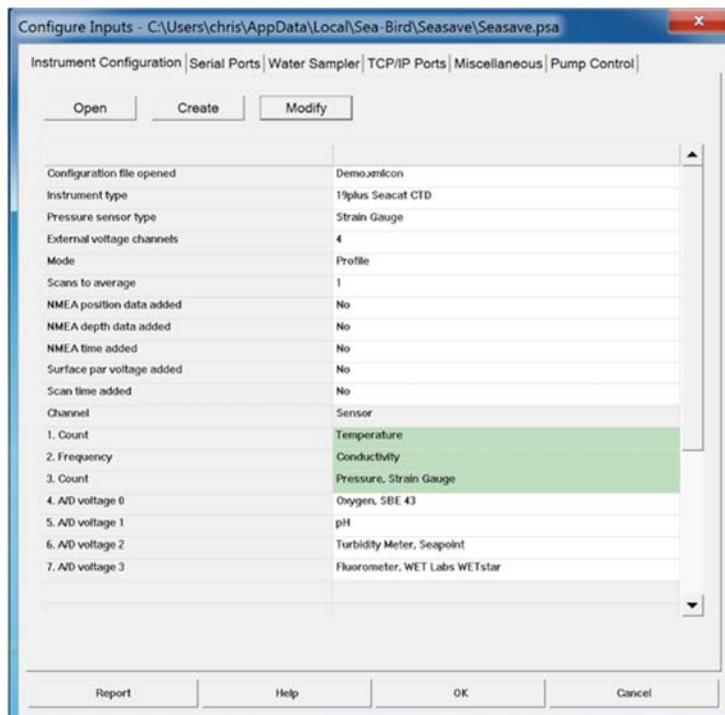 Configure Inputs - C:\Users\chris\AppData\Local\Sea-Bird\Seasave\Seasave.psa
Instrument Configuration Serial Ports Water Sampler TCP/IP Ports Miscellaneous Pump Control
Open Create Modify
Configuration file opened Demo.xmlcon
Instrument type 19plus Seacat CTD
Pressure sensor type Strain Gauge
External voltage channels 4
Mode Profile
Scans to average 1
NMEA position data added No
NMEA depth data added No
NMEA time added No
Surface par voltage added No
Scan time added No
Channel Sensor
1. Count Temperature
2. Frequency Conductivity
3. Count Pressure, Strain Gauge
4. A/D voltage 0 Oxygen, SBE 43
5. A/D voltage 1 pH
6. A/D voltage 2 Turbidity Meter, Seapoint
7. A/D voltage 3 Fluorometer, WET Labs WETstar
Report Help OK Cancel